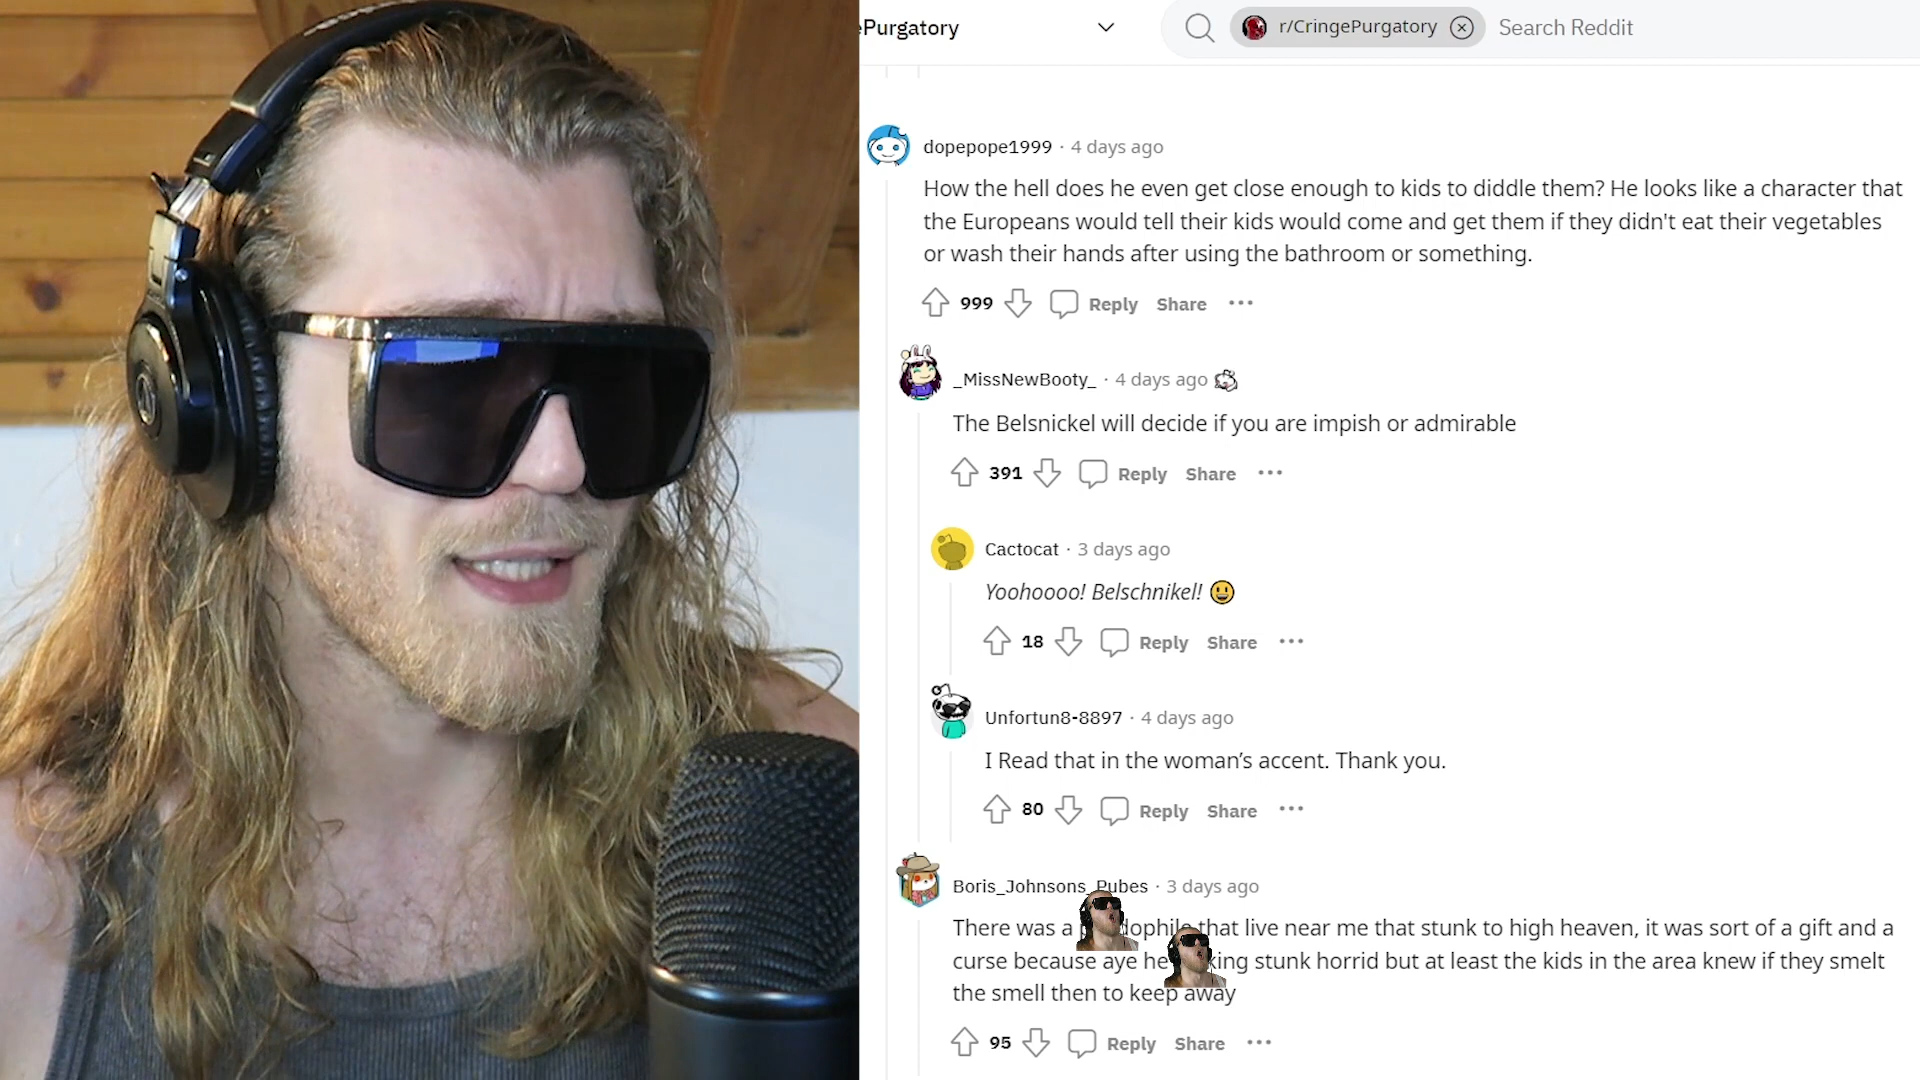 ePurgatory
r/CringePurgatory
Search Reddit
dopepope1999 · 4 days ago
How the hell does he even get close enough to kids to diddle them? He looks like a character that
the Europeans would tell their kids would come and get them if they didn't eat their vegetables
or wash their hands after using the bathroom or something.
999 Reply Share
_MissNewBooty_ · 4 days ago
The Belsnickel will decide if you are impish or admirable
391 Reply Share
Cactocat · 3 days ago
Yoohoooo! Belschnikel! 😃
18 Reply Share
Unfortun8-8897 · 4 days ago
I Read that in the woman’s accent. Thank you.
80 Reply Share
Boris_Johnsons_Pubes · 3 days ago
There was a that live near me that stunk to high heaven, it was sort of a gift and a
curse because aye he stunk horrid but at least the kids in the area knew if they smelt
the smell then to keep away
95 Reply Share